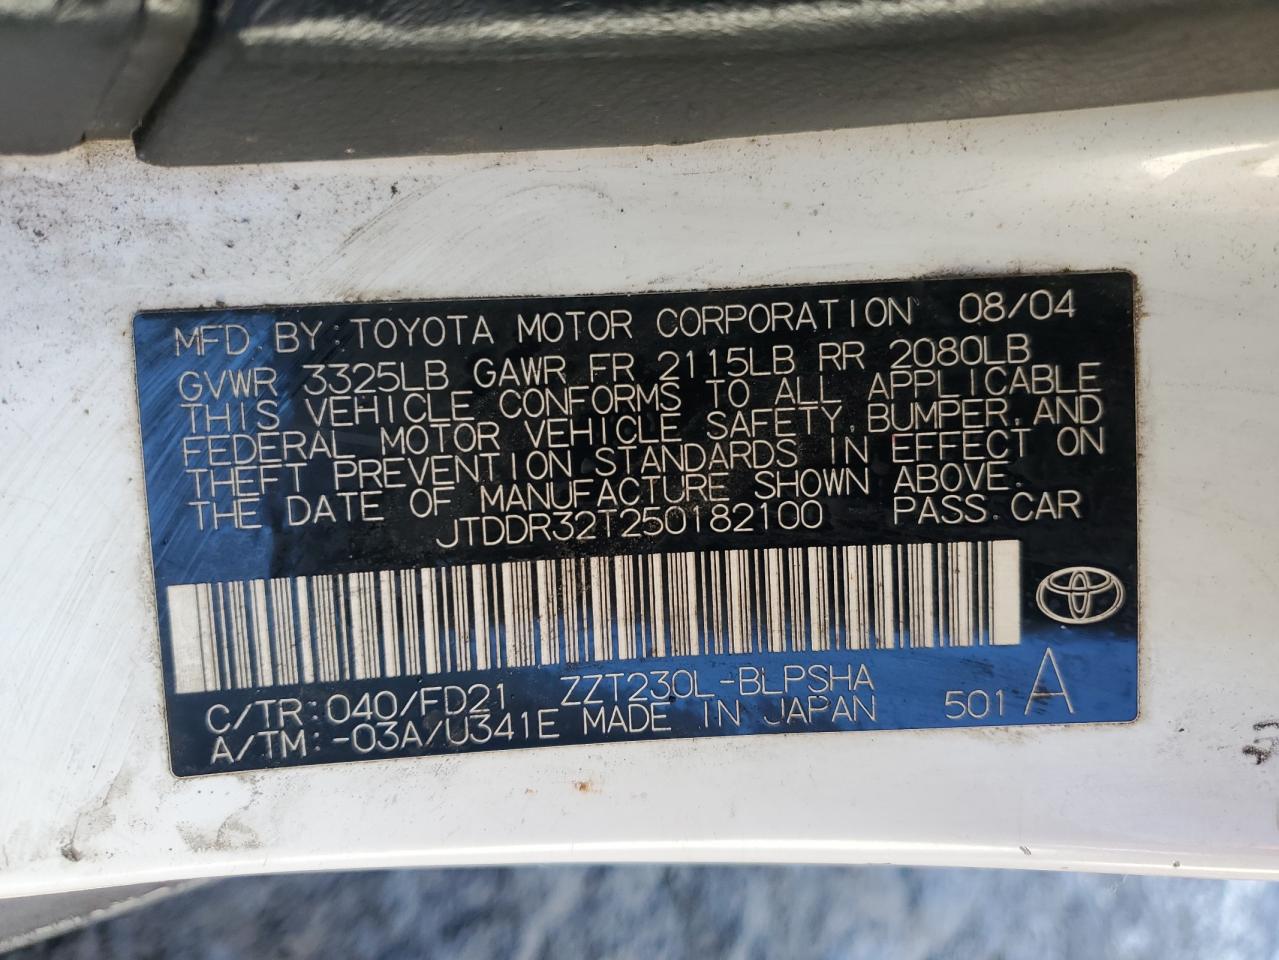 MFD. BY: TOYOTA MOTOR CORPORATION 08/04
GVWR 3325LB GAWR FR 2115LB RR 2080LB
THIS VEHICLE CONFORMS TO ALL APPLICABLE
FEDERAL MOTOR VEHICLE SAFETY, BUMPER, AND
THEFT PREVENTION STANDARDS IN EFFECT ON
THE DATE OF MANUFACTURE SHOWN ABOVE.
JTDDR32T250182100 PASS. CAR
C/TR: 040/FD21 ZZT230L-BLPSHA
A/TM: -03A/U341E MADE IN JAPAN 501 A